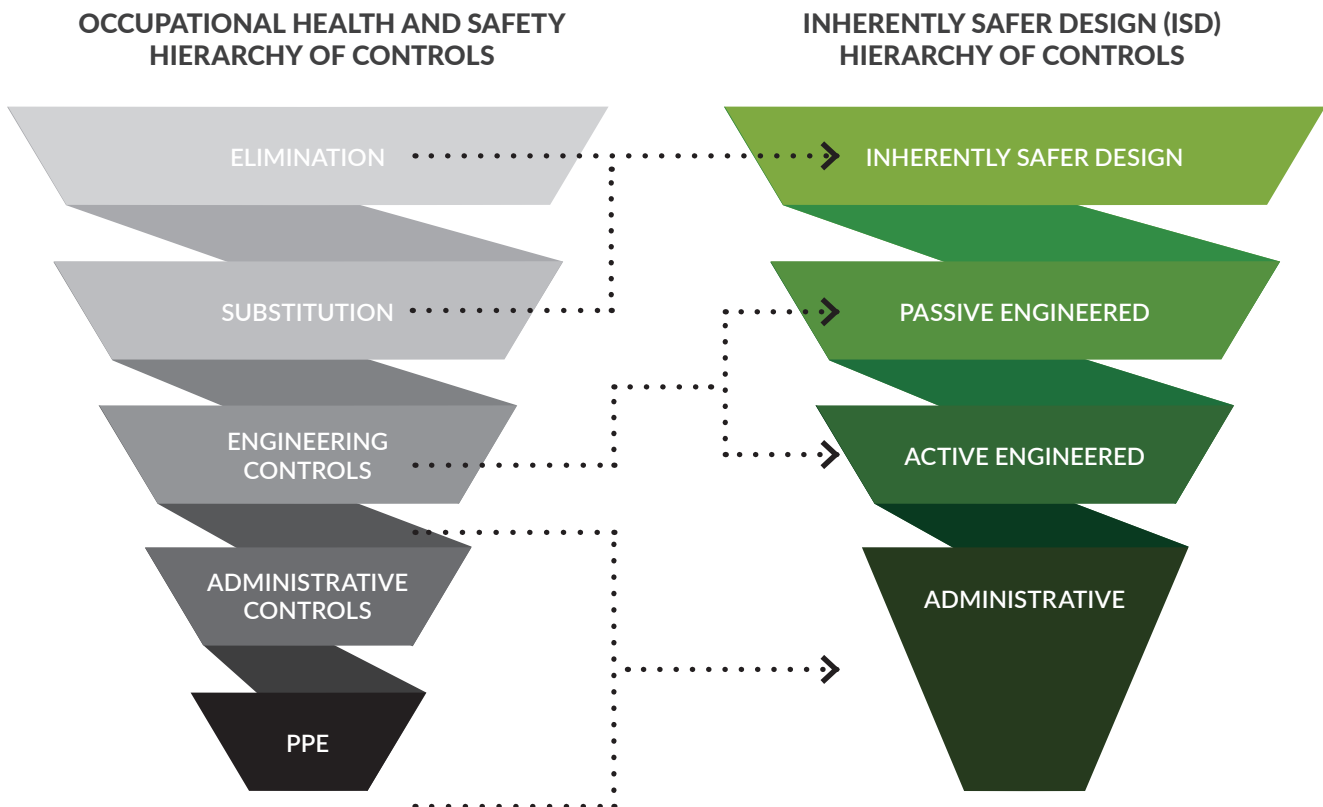 OCCUPATIONAL HEALTH AND SAFETY
HIERARCHY OF CONTROLS
ELIMINATION
SUBSTITUTION
ENGINEERING
CONTROLS
ADMINISTRATIVE
CONTROLS
PPE
INHERENTLY SAFER DESIGN (ISD)
HIERARCHY OF CONTROLS
INHERENTLY SAFER DESIGN
PASSIVE ENGINEERED
ACTIVE ENGINEERED
ADMINISTRATIVE